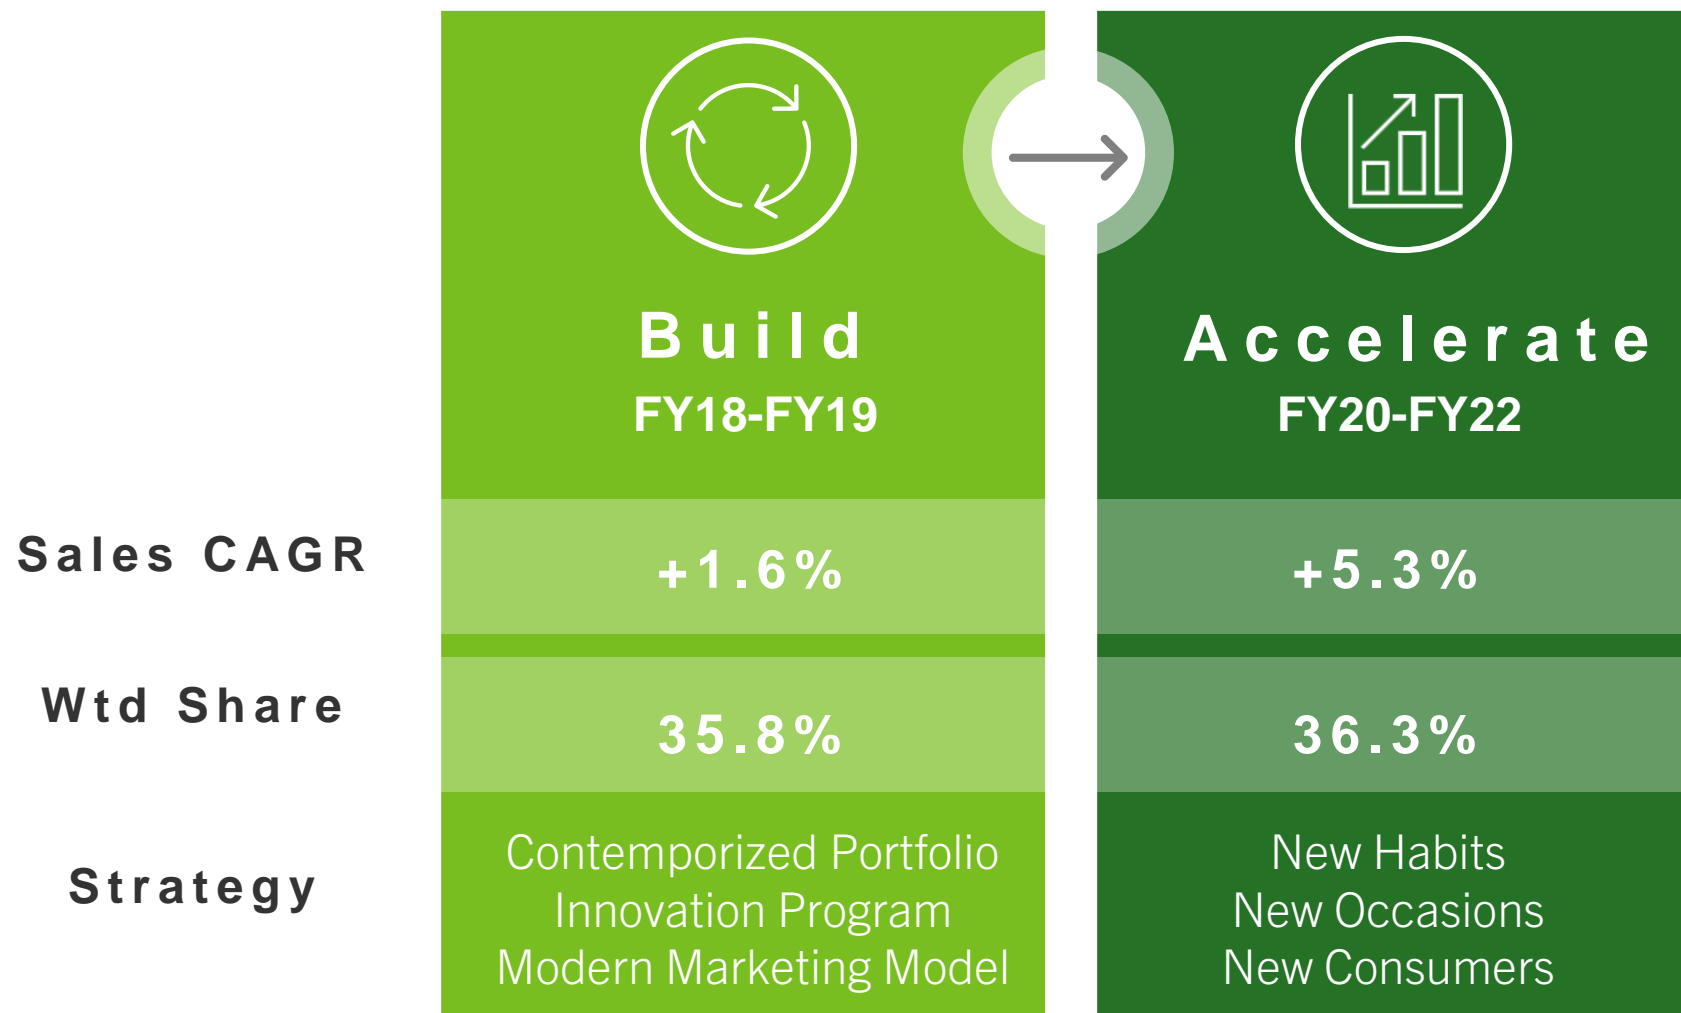 Build
FY18-FY19
Accelerate
FY20-FY22
Sales CAGR
+1.6%
+5.3%
Wtd Share
35.8%
36.3%
Strategy
Contemporized Portfolio
Innovation Program
Modern Marketing Model
New Habits
New Occasions
New Consumers